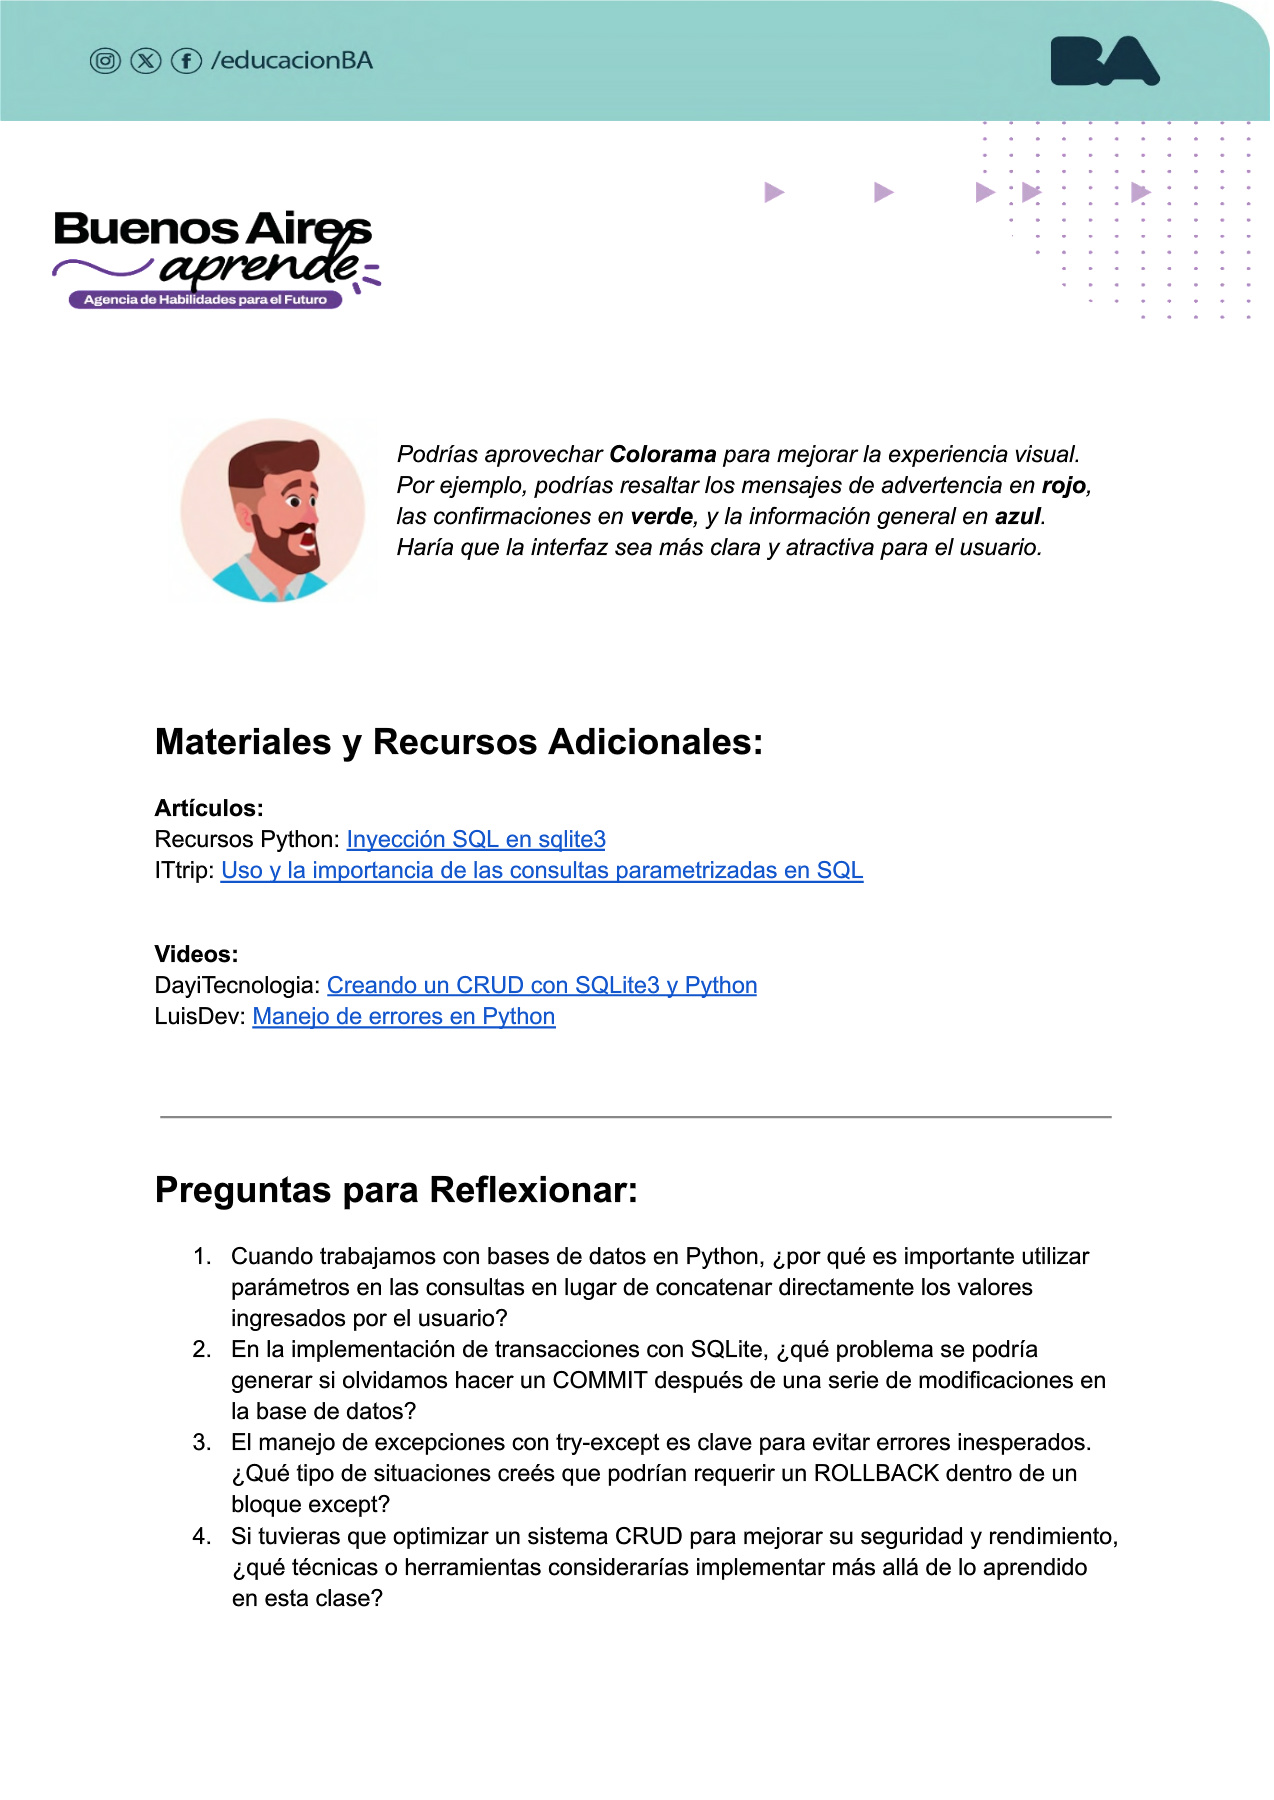 /educacionBA
BA
Buenos Aires
aprende
Agencia de Habilidades para el Futuro
Podrías aprovechar Colorama para mejorar la experiencia visual.
Por ejemplo, podrías resaltar los mensajes de advertencia en rojo,
las confirmaciones en verde, y la información general en azul.
Haría que la interfaz sea más clara y atractiva para el usuario.
Materiales y Recursos Adicionales:
Artículos:
Recursos Python: Inyección SQL en sqlite3
ITtrip: Uso y la importancia de las consultas parametrizadas en SQL
Videos:
DayiTecnologia: Creando un CRUD con SQLite3 y Python
LuisDev: Manejo de errores en Python
Preguntas para Reflexionar:
1. Cuando trabajamos con bases de datos en Python, ¿por qué es importante utilizar
parámetros en las consultas en lugar de concatenar directamente los valores
ingresados por el usuario?
2. En la implementación de transacciones con SQLite, ¿qué problema se podría
generar si olvidamos hacer un COMMIT después de una serie de modificaciones en
la base de datos?
3. El manejo de excepciones con try-except es clave para evitar errores inesperados.
¿Qué tipo de situaciones creés que podrían requerir un ROLLBACK dentro de un
bloque except?
4. Si tuvieras que optimizar un sistema CRUD para mejorar su seguridad y rendimiento,
¿qué técnicas o herramientas considerarías implementar más allá de lo aprendido
en esta clase?